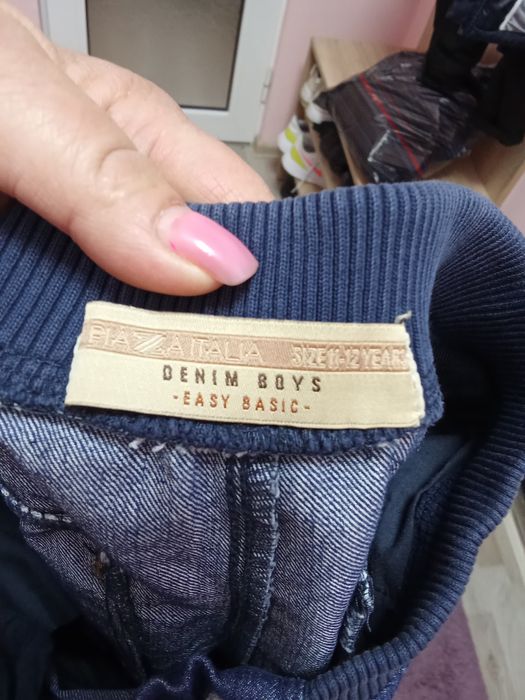 PIAZZA ITALIA SIZE 11-12 YEARS
DENIM BOYS
-EASY BASIC-